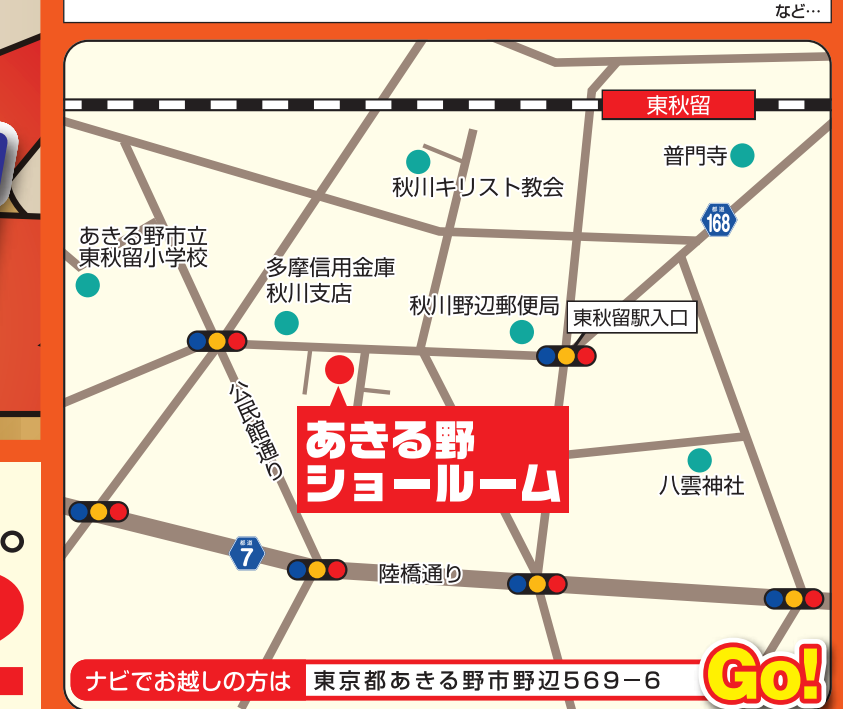 など…
東秋留
普門寺
秋川キリスト教会
都道
168
あきる野市立
東秋留小学校
多摩信用金庫
秋川支店
秋川野辺郵便局
東秋留駅入口
公民館通り
あきる野
ショールーム
八雲神社
都道
7
陸橋通り
ナビでお越しの方は
東京都あきる野市野辺569−6
Go!
。